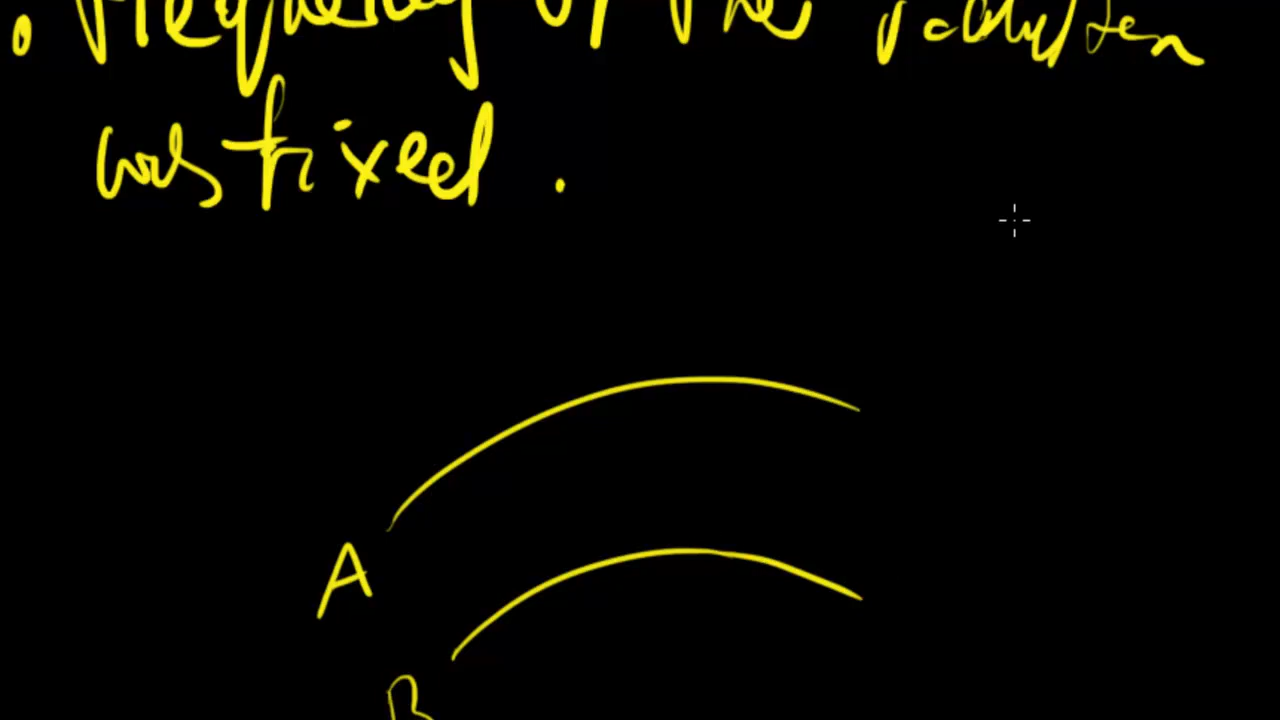 . frequency of the radiation
was fixed .
A
B